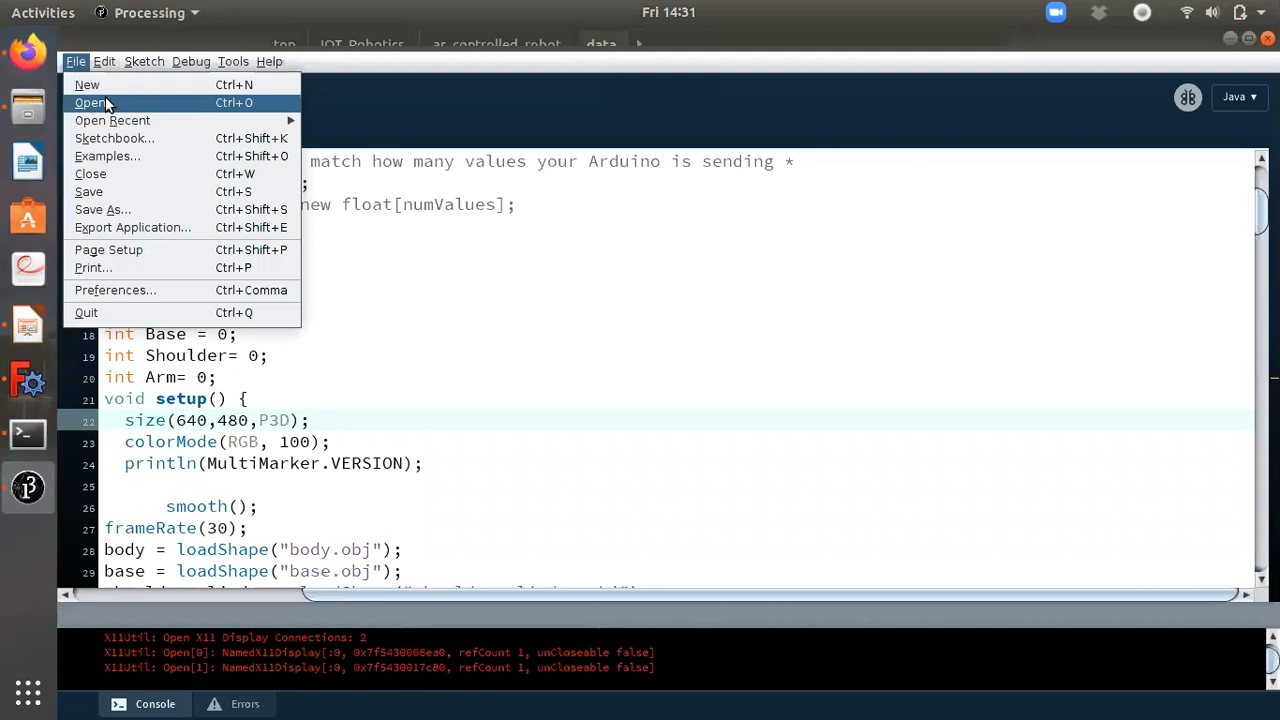 Activities
Processing
Fri 14:31
top
IOT_Robotics
ar_controlled_robot
data
File Edit Sketch Debug Tools Help
New Ctrl+N
Open Ctrl+O
Open Recent
Sketchbook... Ctrl+Shift+K
Examples... Ctrl+Shift+O
Close Ctrl+W
Save Ctrl+S
Save As... Ctrl+Shift+S
Export Application... Ctrl+Shift+E
Page Setup Ctrl+Shift+P
Print... Ctrl+P
Preferences... Ctrl+Comma
Quit Ctrl+Q
Java
match how many values your Arduino is sending *
;
new float[numValues];
18 int Base = 0;
19 int Shoulder= 0;
20 int Arm= 0;
21 void setup() {
22 size(640,480,P3D);
23 colorMode(RGB, 100);
24 println(MultiMarker.VERSION);
25
26 smooth();
27 frameRate(30);
28 body = loadShape("body.obj");
29 base = loadShape("base.obj");
X11Util: Open X11 Display Connections: 2
X11Util: Open[0]: NamedX11Display[:0, 0x7f5430006ea0, refCount 1, unCloseable false]
X11Util: Open[1]: NamedX11Display[:0, 0x7f5430017c80, refCount 1, unCloseable false]
Console
Errors